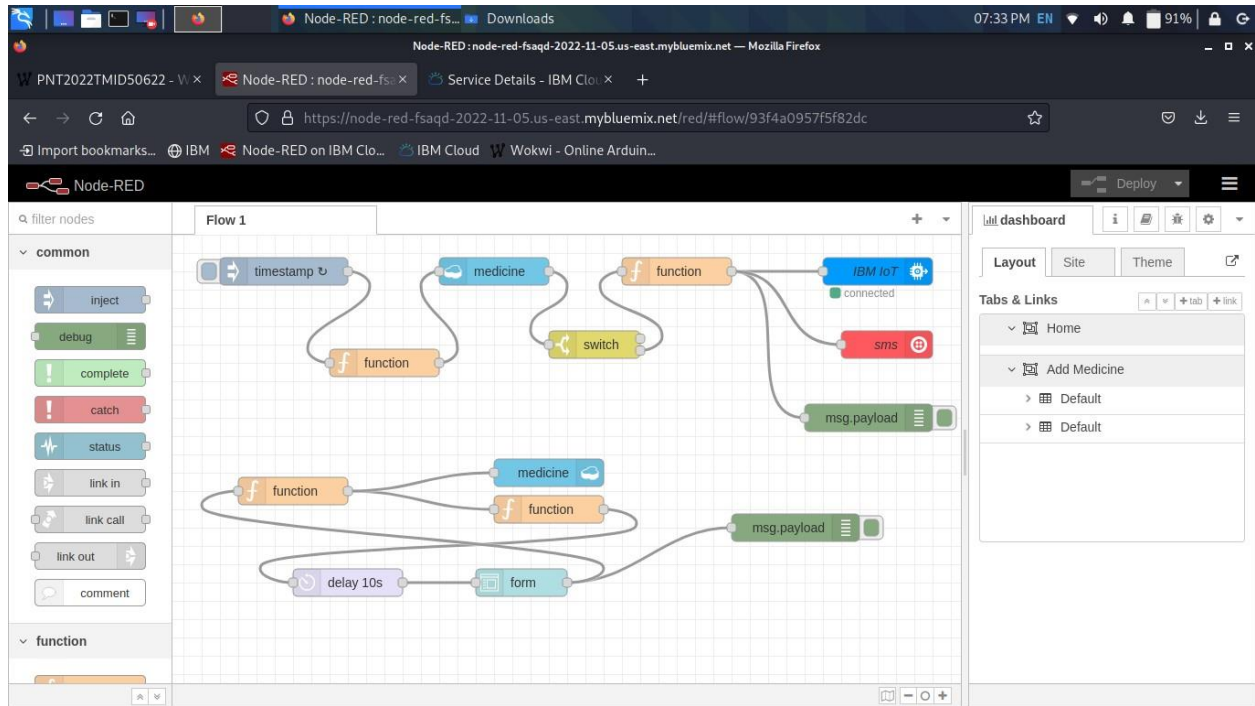 Node-RED : node-red-fs... Downloads 07:33 PM EN 91%
Node-RED : node-red-fsaqd-2022-11-05.us-east.mybluemix.net — Mozilla Firefox
PNT2022TMID50622 - W × Node-RED : node-red-fsa × Service Details - IBM Clou × +
https://node-red-fsaqd-2022-11-05.us-east.mybluemix.net/red/#flow/93f4a0957f5f82dc
Import bookmarks... IBM Node-RED on IBM Clo... IBM Cloud Wokwi - Online Arduin...
Node-RED Deploy
filter nodes Flow 1 + dashboard i
common
inject
debug
complete
catch
status
link in
link call
link out
comment
function
timestamp ↻
medicine
function
IBM IoT
connected
function
switch
sms
msg.payload
function
medicine
function
msg.payload
delay 10s
form
Layout Site Theme
Tabs & Links +tab +link
Home
Add Medicine
Default
Default